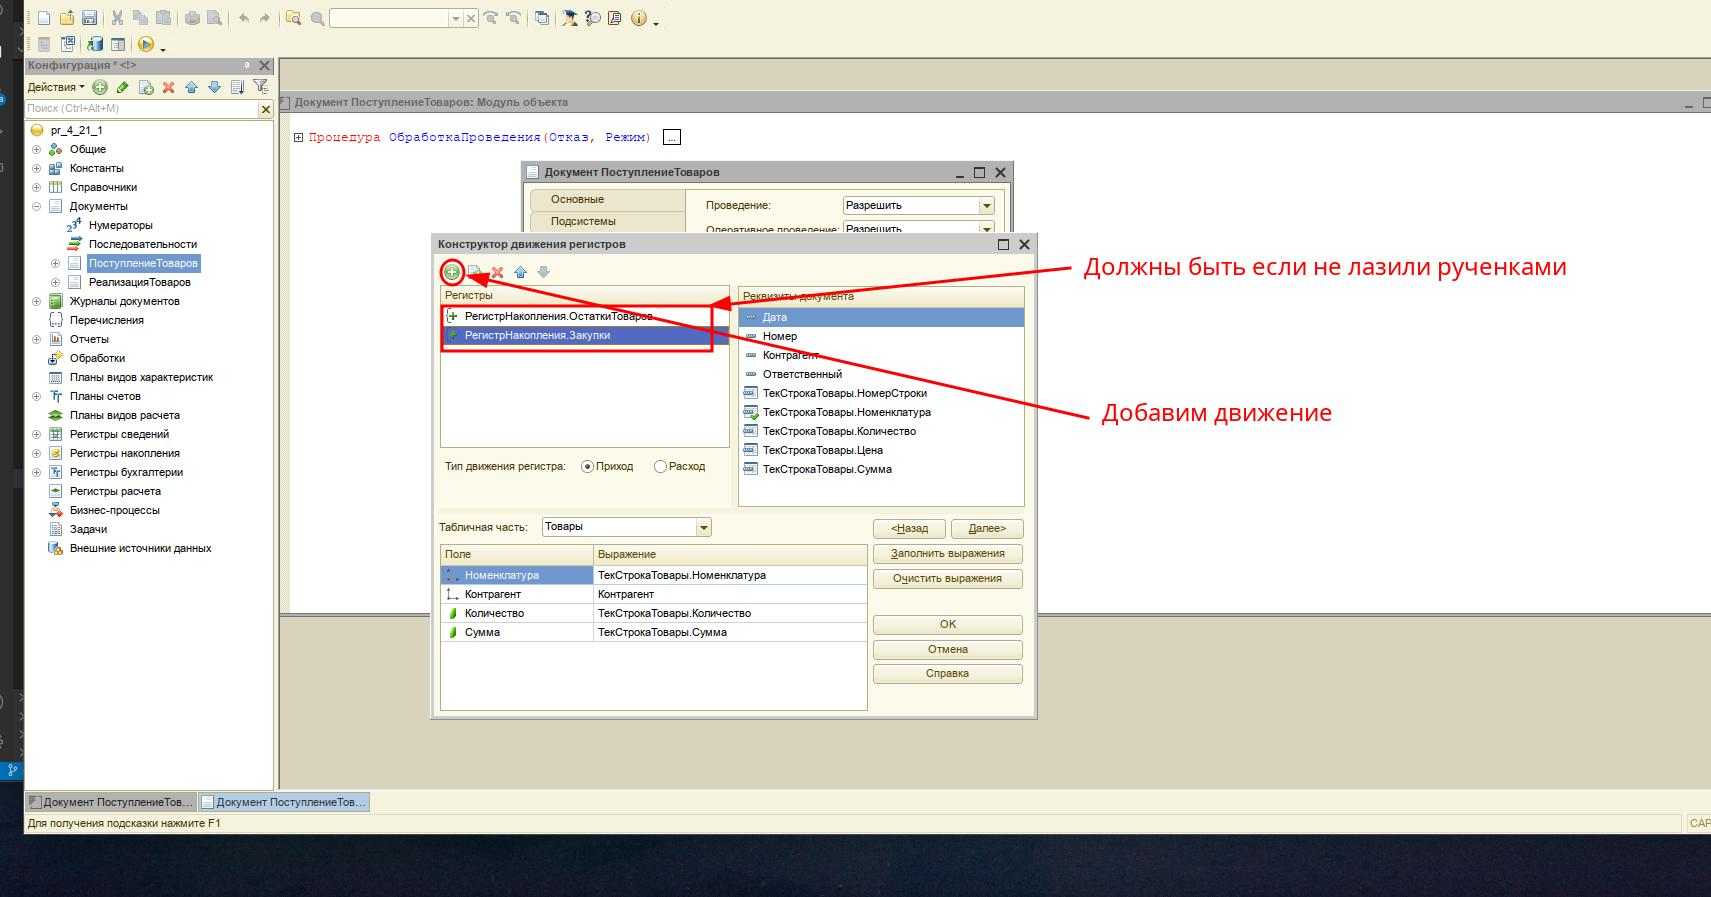 Конфигурация * <!>
Действия
Поиск (Ctrl+Alt+M)
pr_4_21_1
Общие
Константы
Справочники
Документы
Нумераторы
Последовательности
ПоступлениеТоваров
РеализацияТоваров
Журналы документов
Перечисления
Отчеты
Обработки
Планы видов характеристик
Планы счетов
Планы видов расчета
Регистры сведений
Регистры накопления
Регистры бухгалтерии
Регистры расчета
Бизнес-процессы
Задачи
Внешние источники данных
Документ ПоступлениеТоваров: Модуль объекта
Процедура ОбработкаПроведения(Отказ, Режим) ...
Документ ПоступлениеТоваров
Основные
Подсистемы
Проведение: Разрешить
Оперативное проведение: Разрешить
Конструктор движения регистров
Регистры
РегистрНакопления.ОстаткиТоваров
РегистрНакопления.Закупки
Тип движения регистра: Приход Расход
Реквизиты документа
Дата
Номер
Контрагент
Ответственный
ТекСтрокаТовары.НомерСтроки
ТекСтрокаТовары.Номенклатура
ТекСтрокаТовары.Количество
ТекСтрокаТовары.Цена
ТекСтрокаТовары.Сумма
Табличная часть: Товары
<Назад Далее>
Заполнить выражения
Очистить выражения
Поле Выражение
Номенклатура ТекСтрокаТовары.Номенклатура
Контрагент Контрагент
Количество ТекСтрокаТовары.Количество
Сумма ТекСтрокаТовары.Сумма
OK
Отмена
Справка
Должны быть если не лазили рученками
Добавим движение
Документ ПоступлениеТов... Документ ПоступлениеТов...
Для получения подсказки нажмите F1
CAP